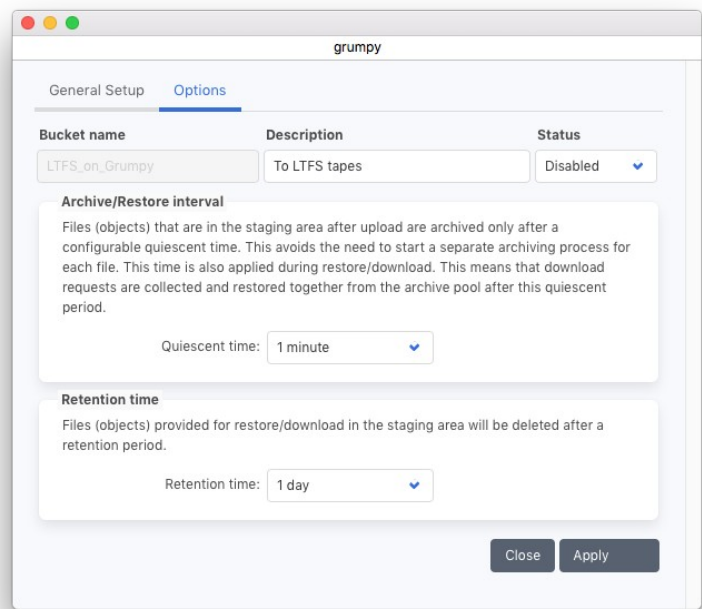 grumpy
General Setup Options
Bucket name Description Status
LTFS_on_Grumpy To LTFS tapes Disabled
Archive/Restore interval
Files (objects) that are in the staging area after upload are archived only after a
configurable quiescent time. This avoids the need to start a separate archiving process for
each file. This time is also applied during restore/download. This means that download
requests are collected and restored together from the archive pool after this quiescent
period.
Quiescent time: 1 minute
Retention time
Files (objects) provided for restore/download in the staging area will be deleted after a
retention period.
Retention time: 1 day
Close Apply